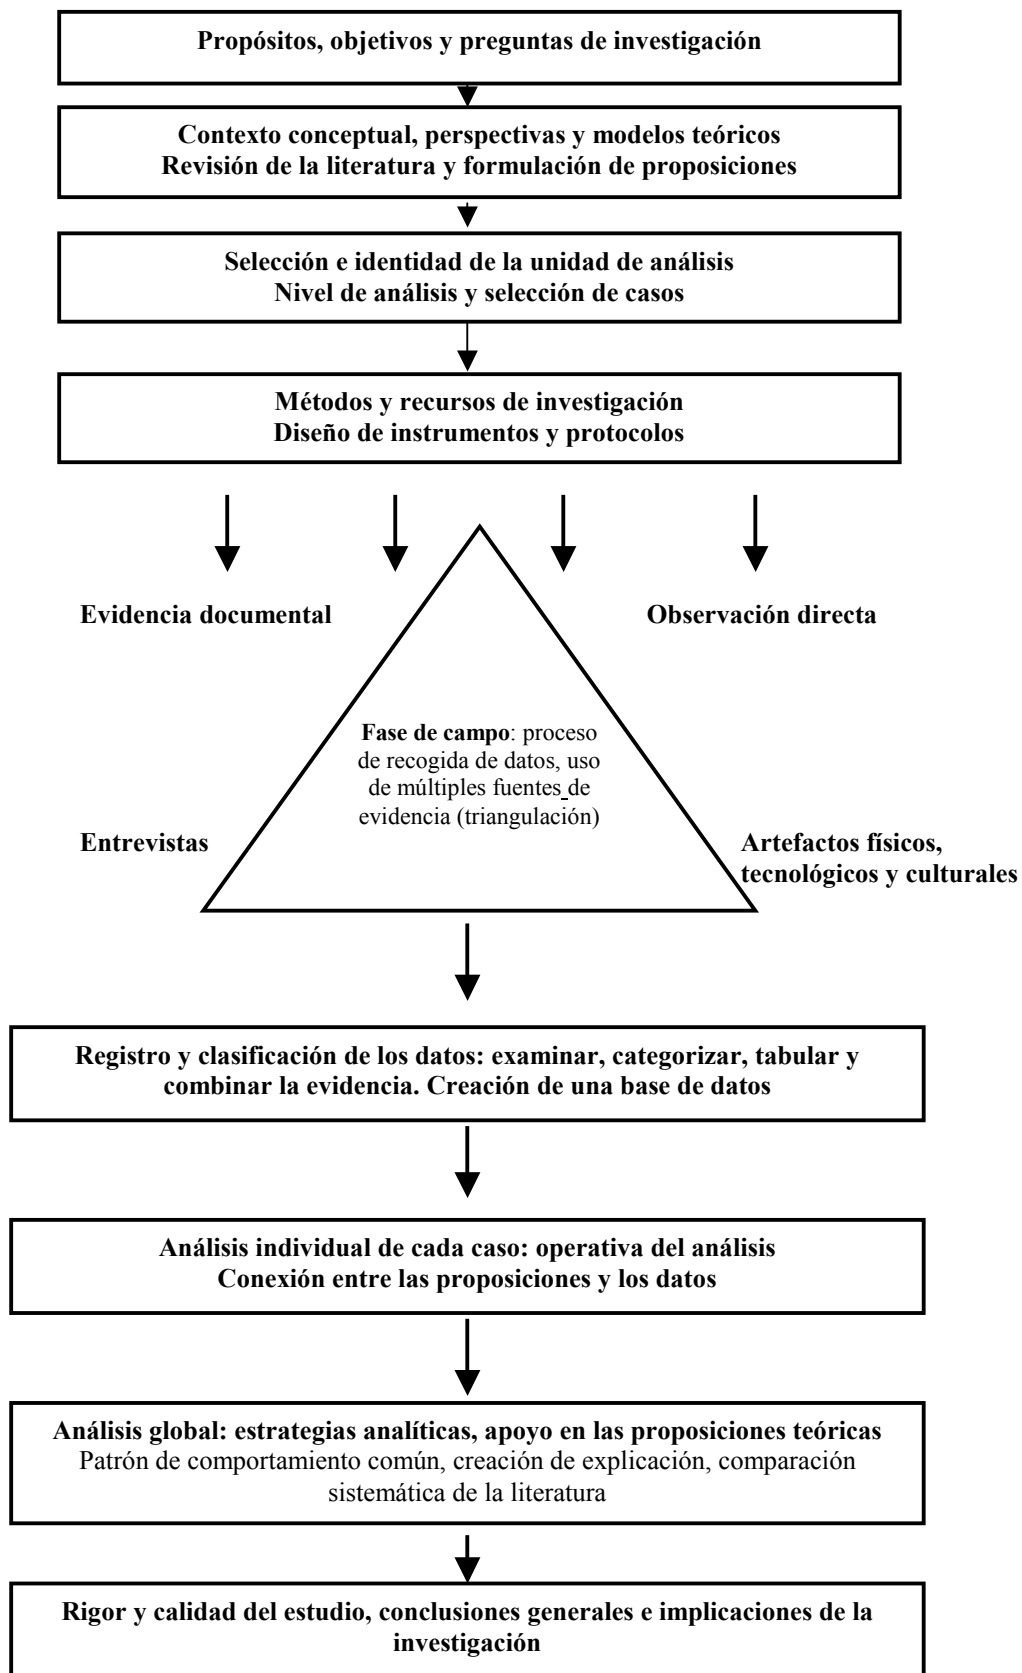 Propósitos, objetivos y preguntas de investigación
Contexto conceptual, perspectivas y modelos teóricos
Revisión de la literatura y formulación de proposiciones
Selección e identidad de la unidad de análisis
Nivel de análisis y selección de casos
Métodos y recursos de investigación
Diseño de instrumentos y protocolos
Evidencia documental
Observación directa
Fase de campo: proceso
de recogida de datos, uso
de múltiples fuentes de
evidencia (triangulación)
Entrevistas
Artefactos físicos,
tecnológicos y culturales
Registro y clasificación de los datos: examinar, categorizar, tabular y
combinar la evidencia. Creación de una base de datos
Análisis individual de cada caso: operativa del análisis
Conexión entre las proposiciones y los datos
Análisis global: estrategias analíticas, apoyo en las proposiciones teóricas
Patrón de comportamiento común, creación de explicación, comparación
sistemática de la literatura
Rigor y calidad del estudio, conclusiones generales e implicaciones de la
investigación